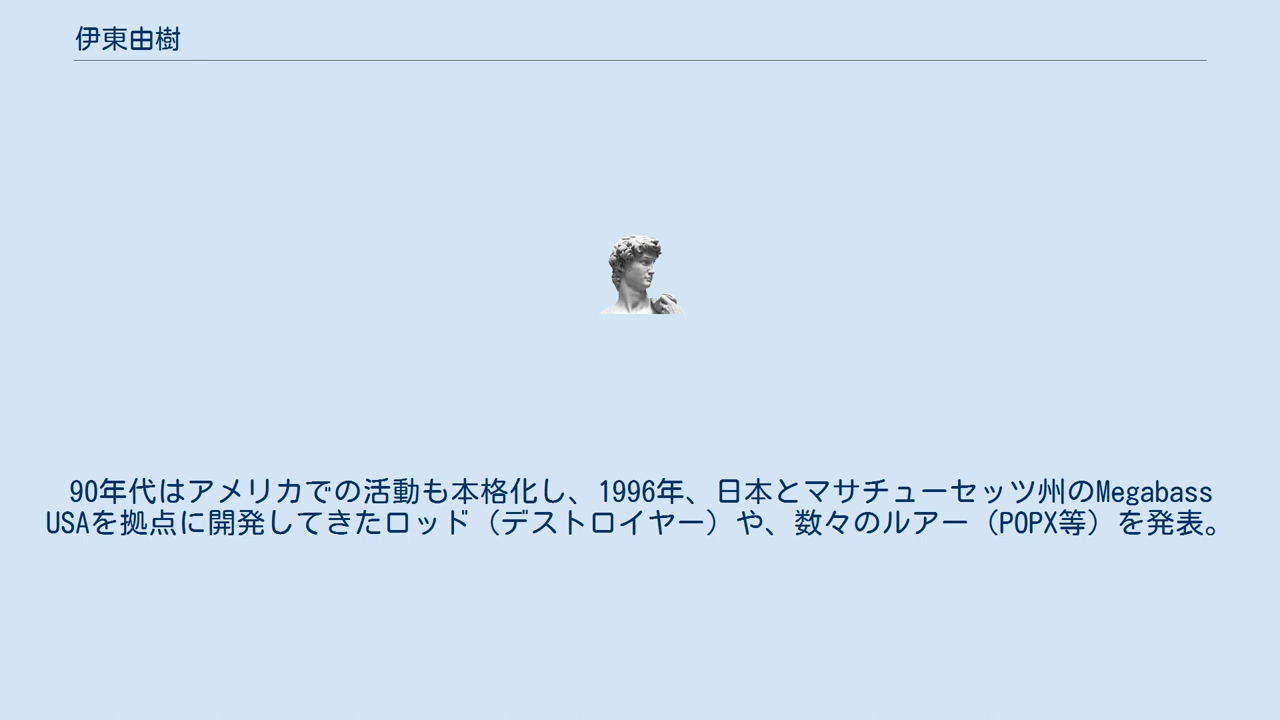 伊東由樹
90年代はアメリカでの活動も本格化し、1996年、日本とマサチューセッツ州のMegabass
USAを拠点に開発してきたロッド（デストロイヤー）や、数々のルアー（POPX等）を発表。